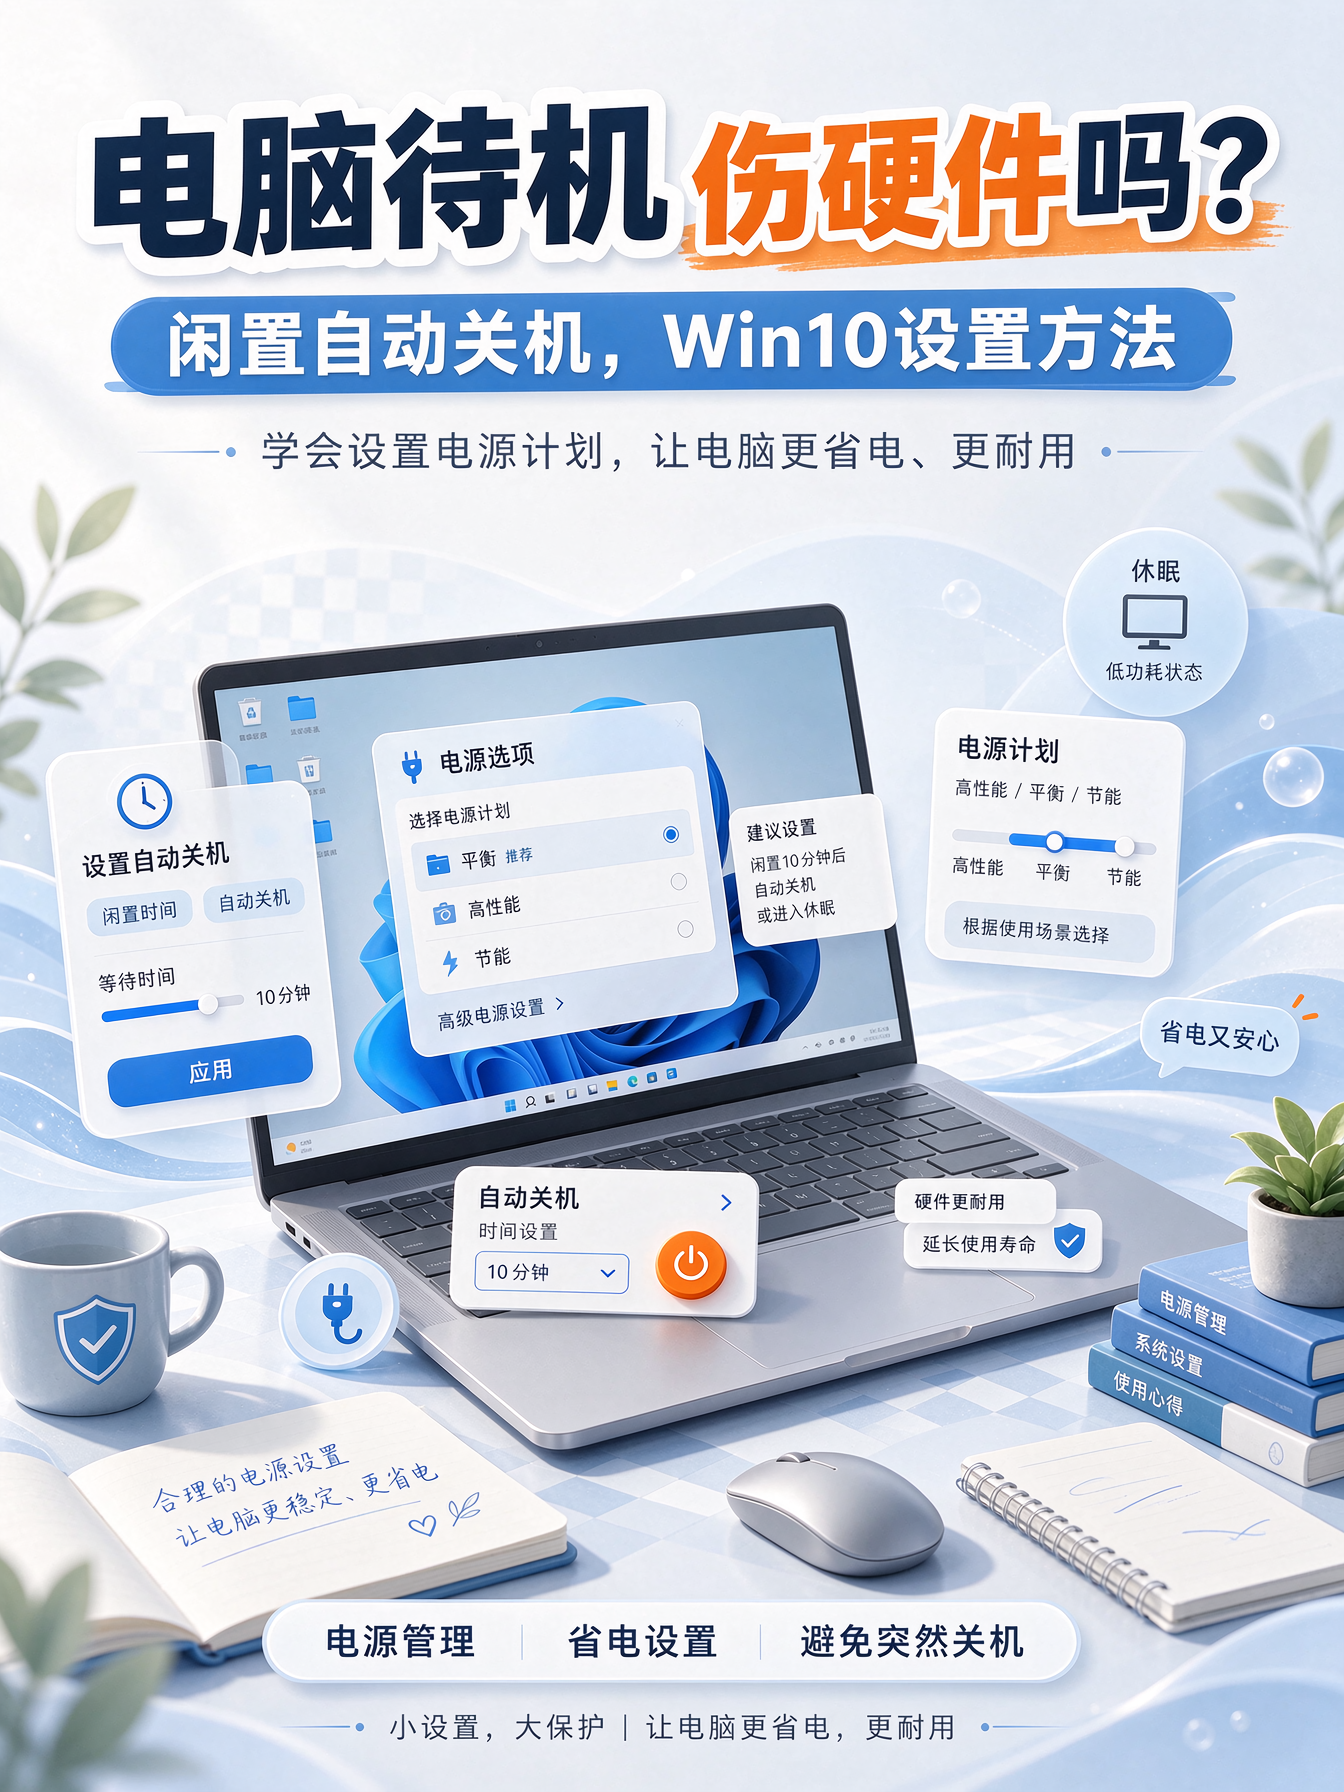 电脑待机伤硬件吗?
闲置自动关机，Win10设置方法
学会设置电源计划，让电脑更省电、更耐用
休眠
低功耗状态
电源计划
高性能 / 平衡 / 节能
高性能 平衡 节能
根据使用场景选择
设置自动关机
闲置时间 自动关机
等待时间
10分钟
应用
电源选项
选择电源计划
平衡 推荐
高性能
节能
高级电源设置 >
建议设置
闲置10分钟后
自动关机
或进入休眠
省电又安心
自动关机
时间设置
10 分钟
硬件更耐用
延长使用寿命
电源管理
系统设置
使用心得
合理的电源设置
让电脑更稳定、更省电
电源管理 | 省电设置 | 避免突然关机
小设置，大保护 | 让电脑更省电，更耐用